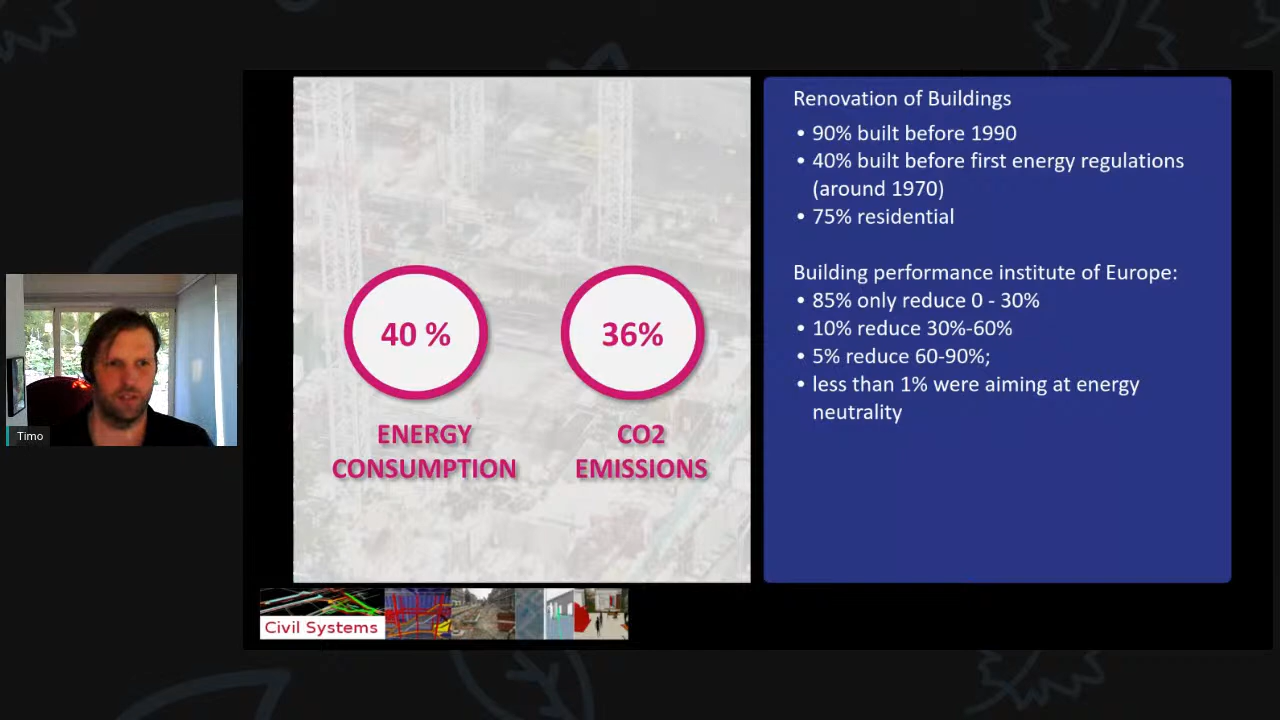 Renovation of Buildings
• 90% built before 1990
• 40% built before first energy regulations
(around 1970)
• 75% residential
Building performance institute of Europe:
• 85% only reduce 0 - 30%
• 10% reduce 30%-60%
• 5% reduce 60-90%;
• less than 1% were aiming at energy
neutrality
40 %
36%
ENERGY
CONSUMPTION
CO2
EMISSIONS
Timo
Civil Systems